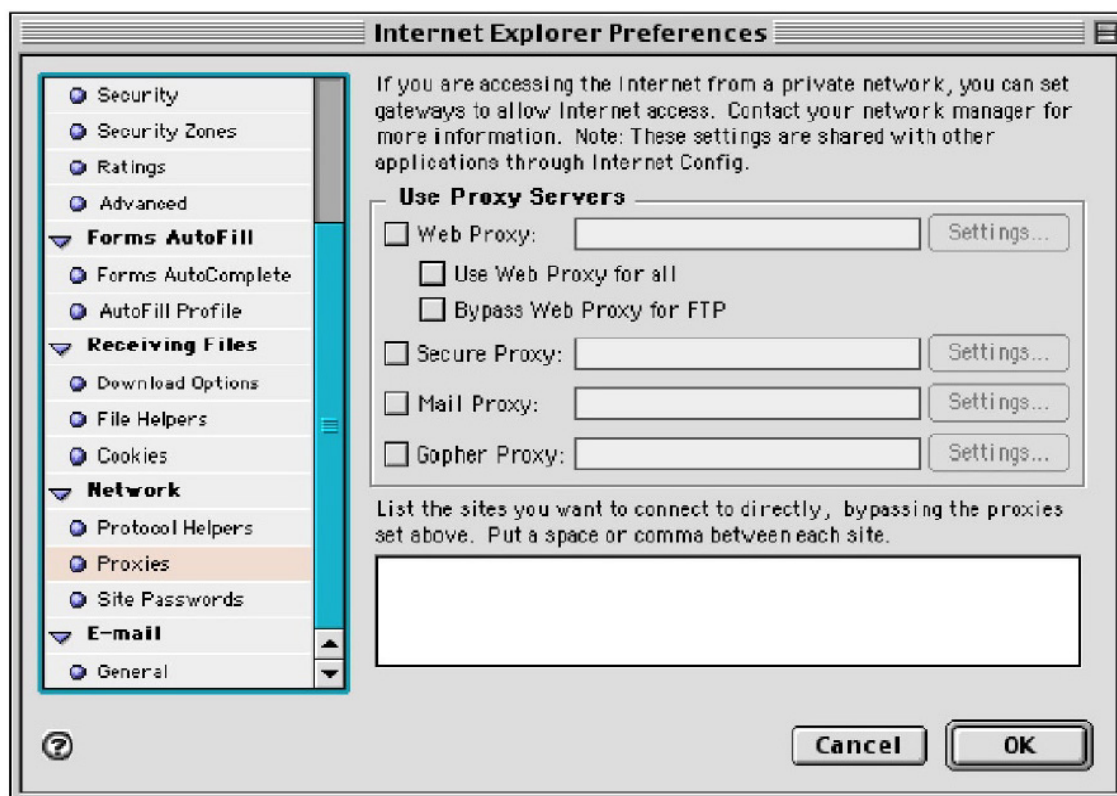 Internet Explorer Preferences
Security
Security Zones
Ratings
Advanced
Forms AutoFill
Forms AutoComplete
AutoFill Profile
Receiving Files
Download Options
File Helpers
Cookies
Network
Protocol Helpers
Proxies
Site Passwords
E-mail
General
If you are accessing the Internet from a private network, you can set
gateways to allow Internet access. Contact your network manager for
more information. Note: These settings are shared with other
applications through Internet Config.
Use Proxy Servers
Web Proxy: Settings...
Use Web Proxy for all
Bypass Web Proxy for FTP
Secure Proxy: Settings...
Mail Proxy: Settings...
Gopher Proxy: Settings...
List the sites you want to connect to directly, bypassing the proxies
set above. Put a space or comma between each site.
?
Cancel OK